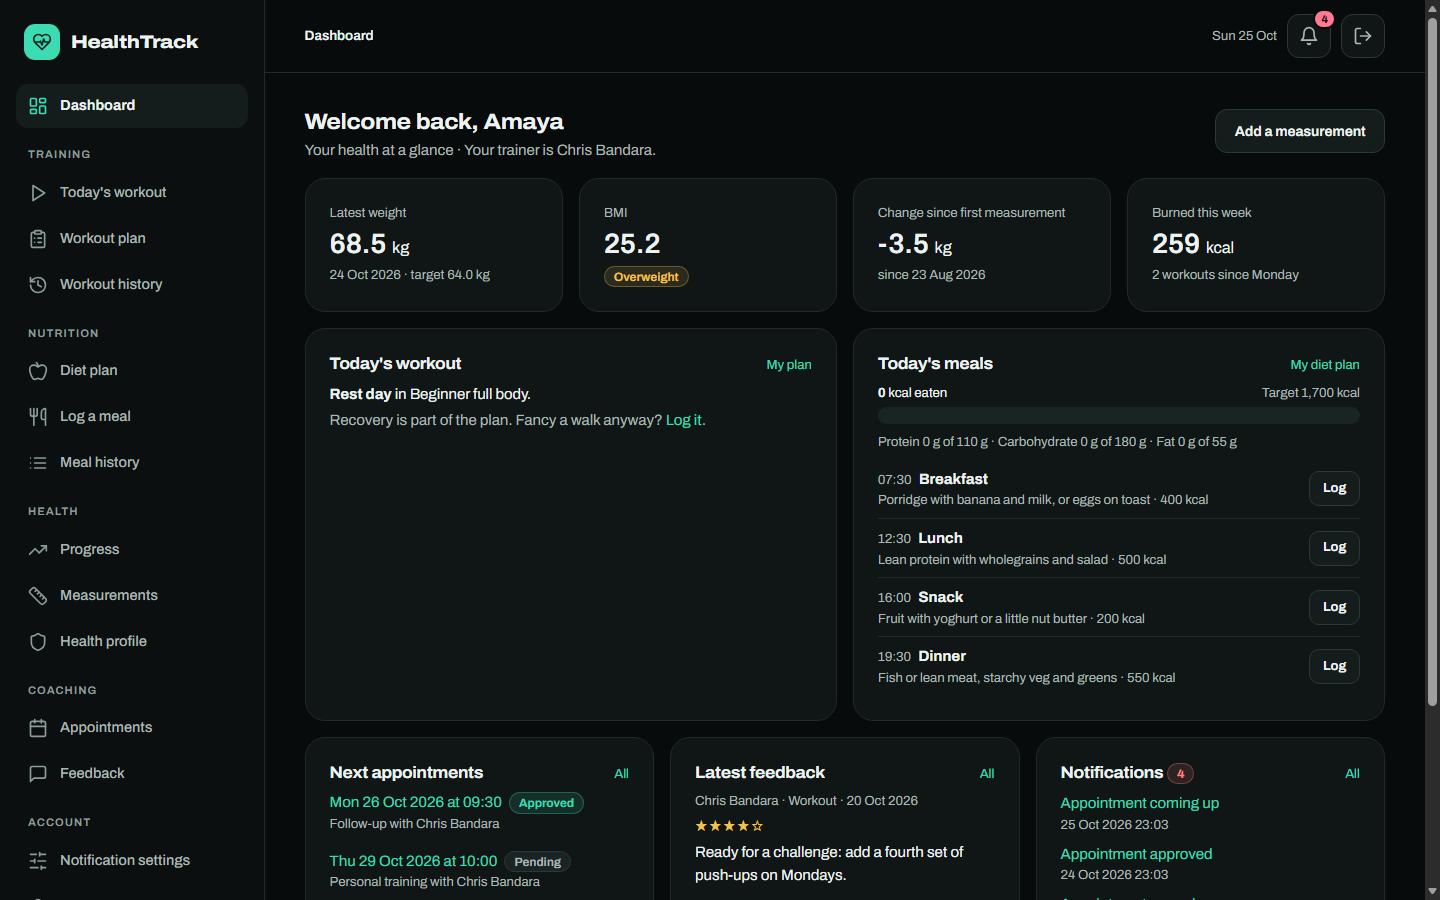 HealthTrack
Dashboard
TRAINING
Today's workout
Workout plan
Workout history
NUTRITION
Diet plan
Log a meal
Meal history
HEALTH
Progress
Measurements
Health profile
COACHING
Appointments
Feedback
ACCOUNT
Notification settings
Dashboard
Sun 25 Oct
4
Welcome back, Amaya
Your health at a glance · Your trainer is Chris Bandara.
Add a measurement
Latest weight
68.5 kg
24 Oct 2026 · target 64.0 kg
BMI
25.2
Overweight
Change since first measurement
-3.5 kg
since 23 Aug 2026
Burned this week
259 kcal
2 workouts since Monday
Today's workout
My plan
Rest day in Beginner full body.
Recovery is part of the plan. Fancy a walk anyway? Log it.
Today's meals
My diet plan
0 kcal eaten
Target 1,700 kcal
Protein 0 g of 110 g · Carbohydrate 0 g of 180 g · Fat 0 g of 55 g
07:30 Breakfast
Porridge with banana and milk, or eggs on toast · 400 kcal
Log
12:30 Lunch
Lean protein with wholegrains and salad · 500 kcal
Log
16:00 Snack
Fruit with yoghurt or a little nut butter · 200 kcal
Log
19:30 Dinner
Fish or lean meat, starchy veg and greens · 550 kcal
Log
Next appointments
All
Mon 26 Oct 2026 at 09:30 Approved
Follow-up with Chris Bandara
Thu 29 Oct 2026 at 10:00 Pending
Personal training with Chris Bandara
Latest feedback
All
Chris Bandara · Workout · 20 Oct 2026
★★★★☆
Ready for a challenge: add a fourth set of
push-ups on Mondays.
Notifications 4
All
Appointment coming up
25 Oct 2026 23:03
Appointment approved
24 Oct 2026 23:03